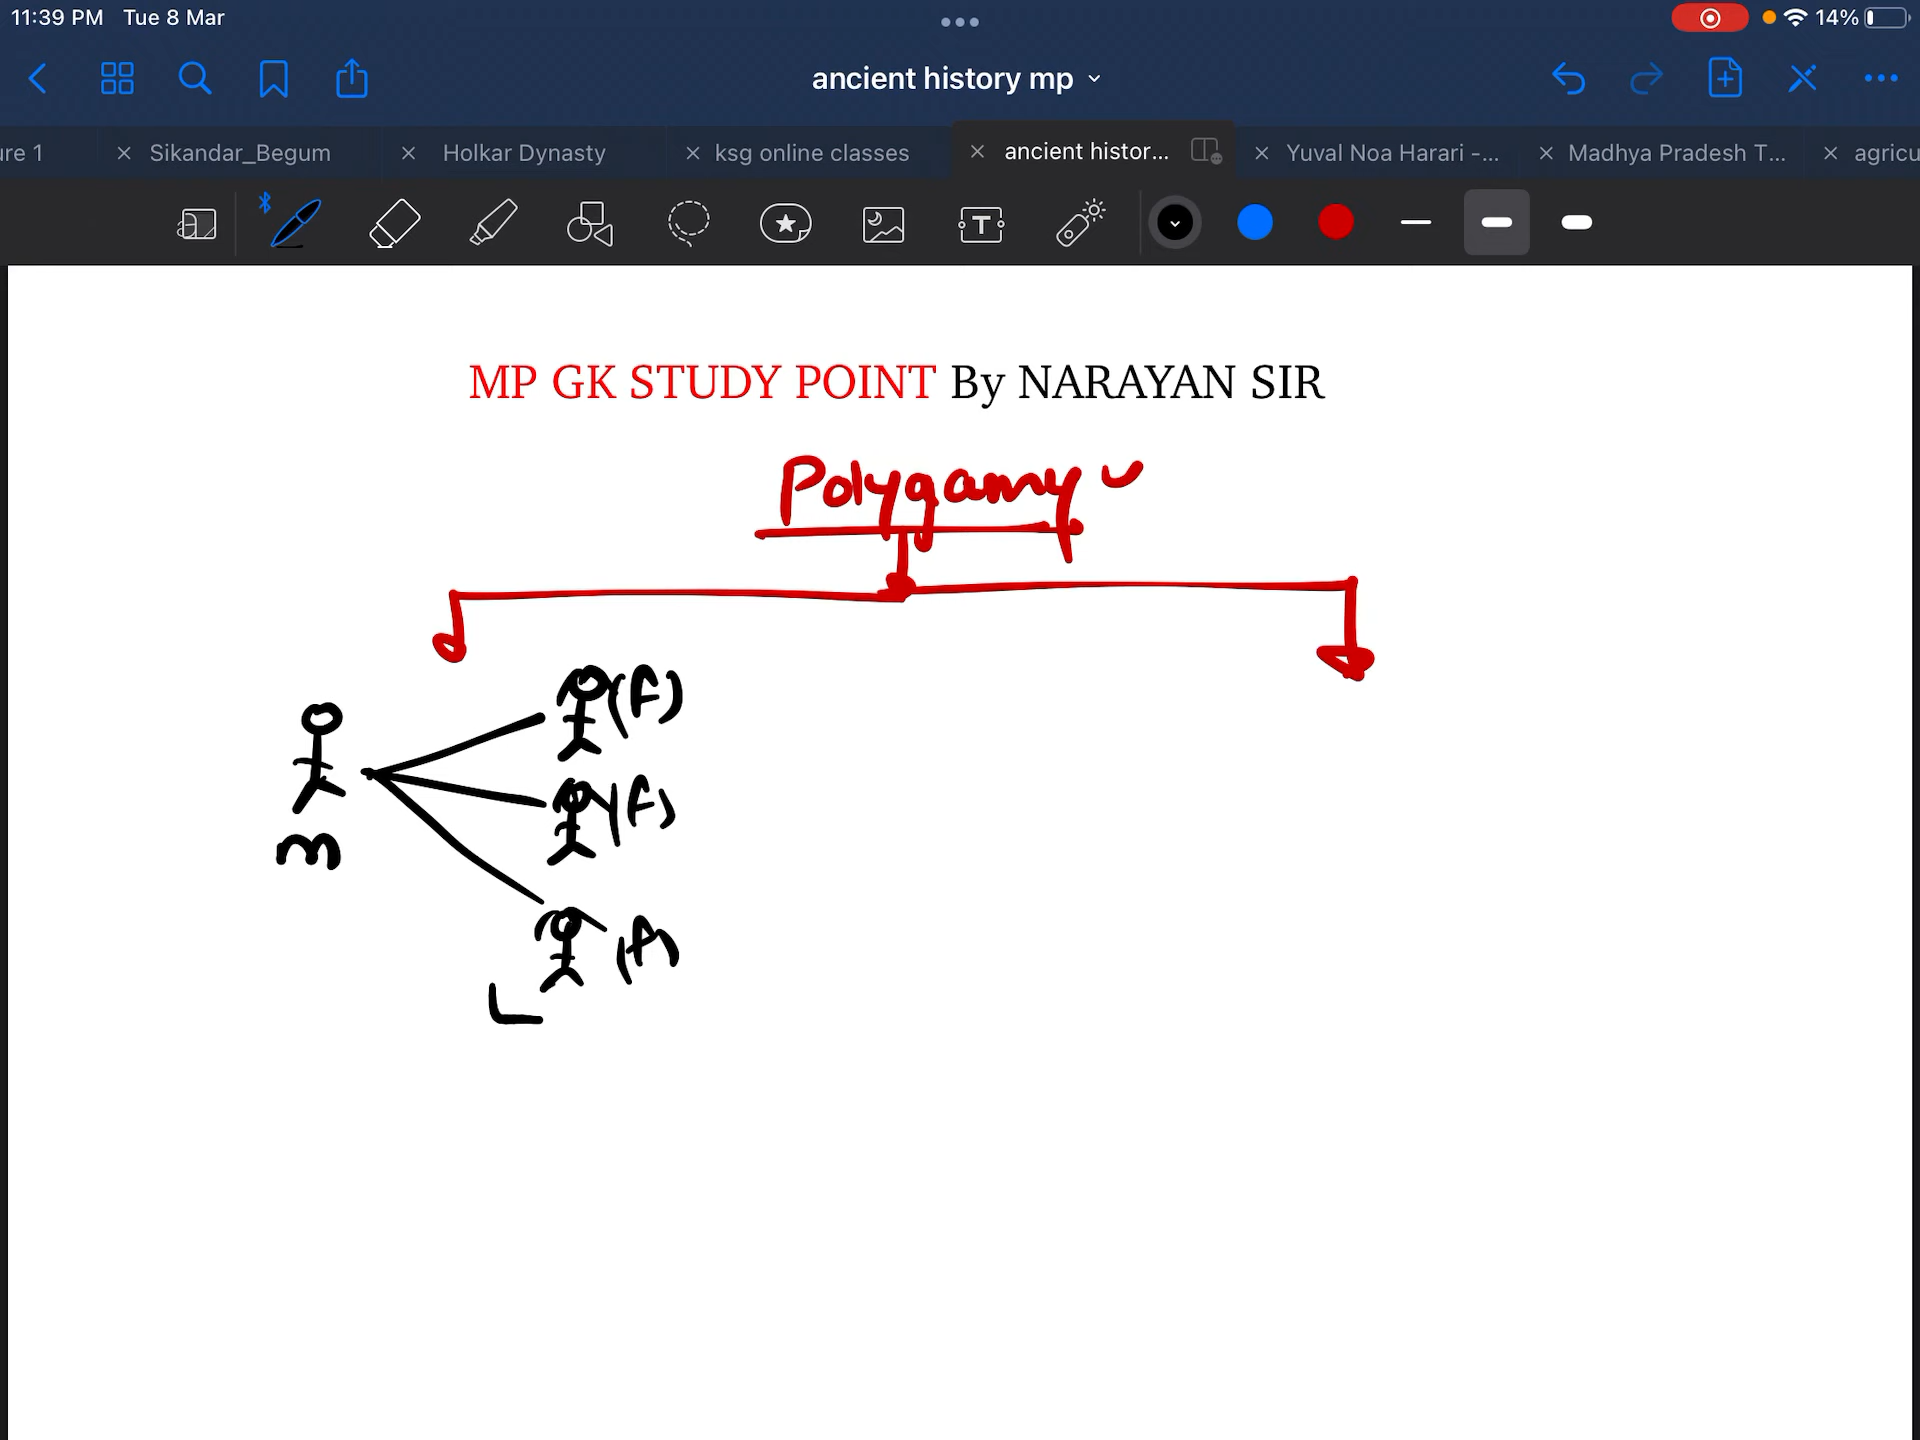 11:39 PM Tue 8 Mar
14%
ancient history mp
ure 1
Sikandar_Begum
Holkar Dynasty
ksg online classes
ancient histor...
Yuval Noa Harari -...
Madhya Pradesh T...
agricu
T
MP GK STUDY POINT By NARAYAN SIR
Polygamy
(F)
(F)
m
(F)